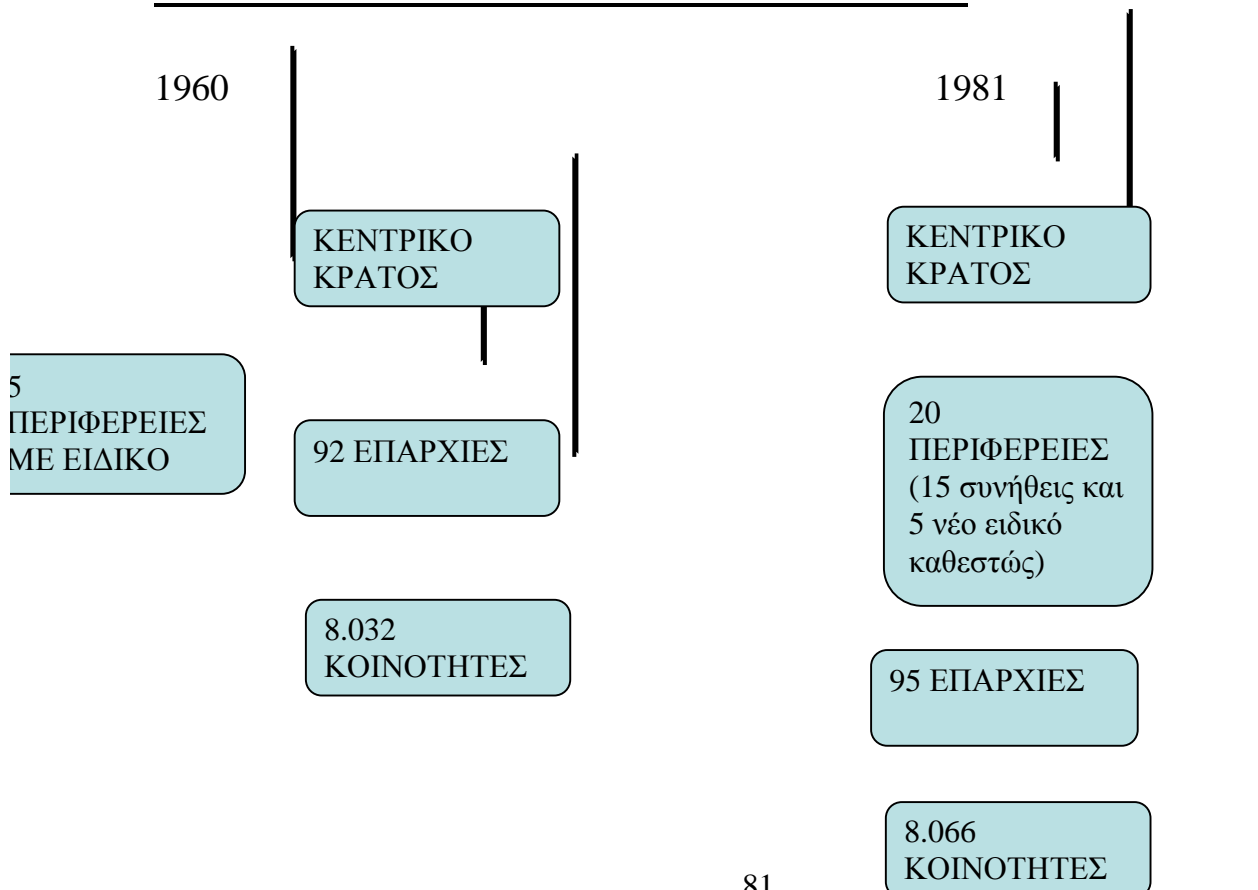 1960
1981
ΚΕΝΤΡΙΚΟ
ΚΡΑΤΟΣ
5
ΠΕΡΙΦΕΡΕΙΕΣ
ΜΕ ΕΙΔΙΚΟ
92 ΕΠΑΡΧΙΕΣ
8.032
ΚΟΙΝΟΤΗΤΕΣ
ΚΕΝΤΡΙΚΟ
ΚΡΑΤΟΣ
20
ΠΕΡΙΦΕΡΕΙΕΣ
(15 συνήθεις και
5 νέο ειδικό
καθεστώς)
95 ΕΠΑΡΧΙΕΣ
8.066
ΚΟΙΝΟΤΗΤΕΣ
81